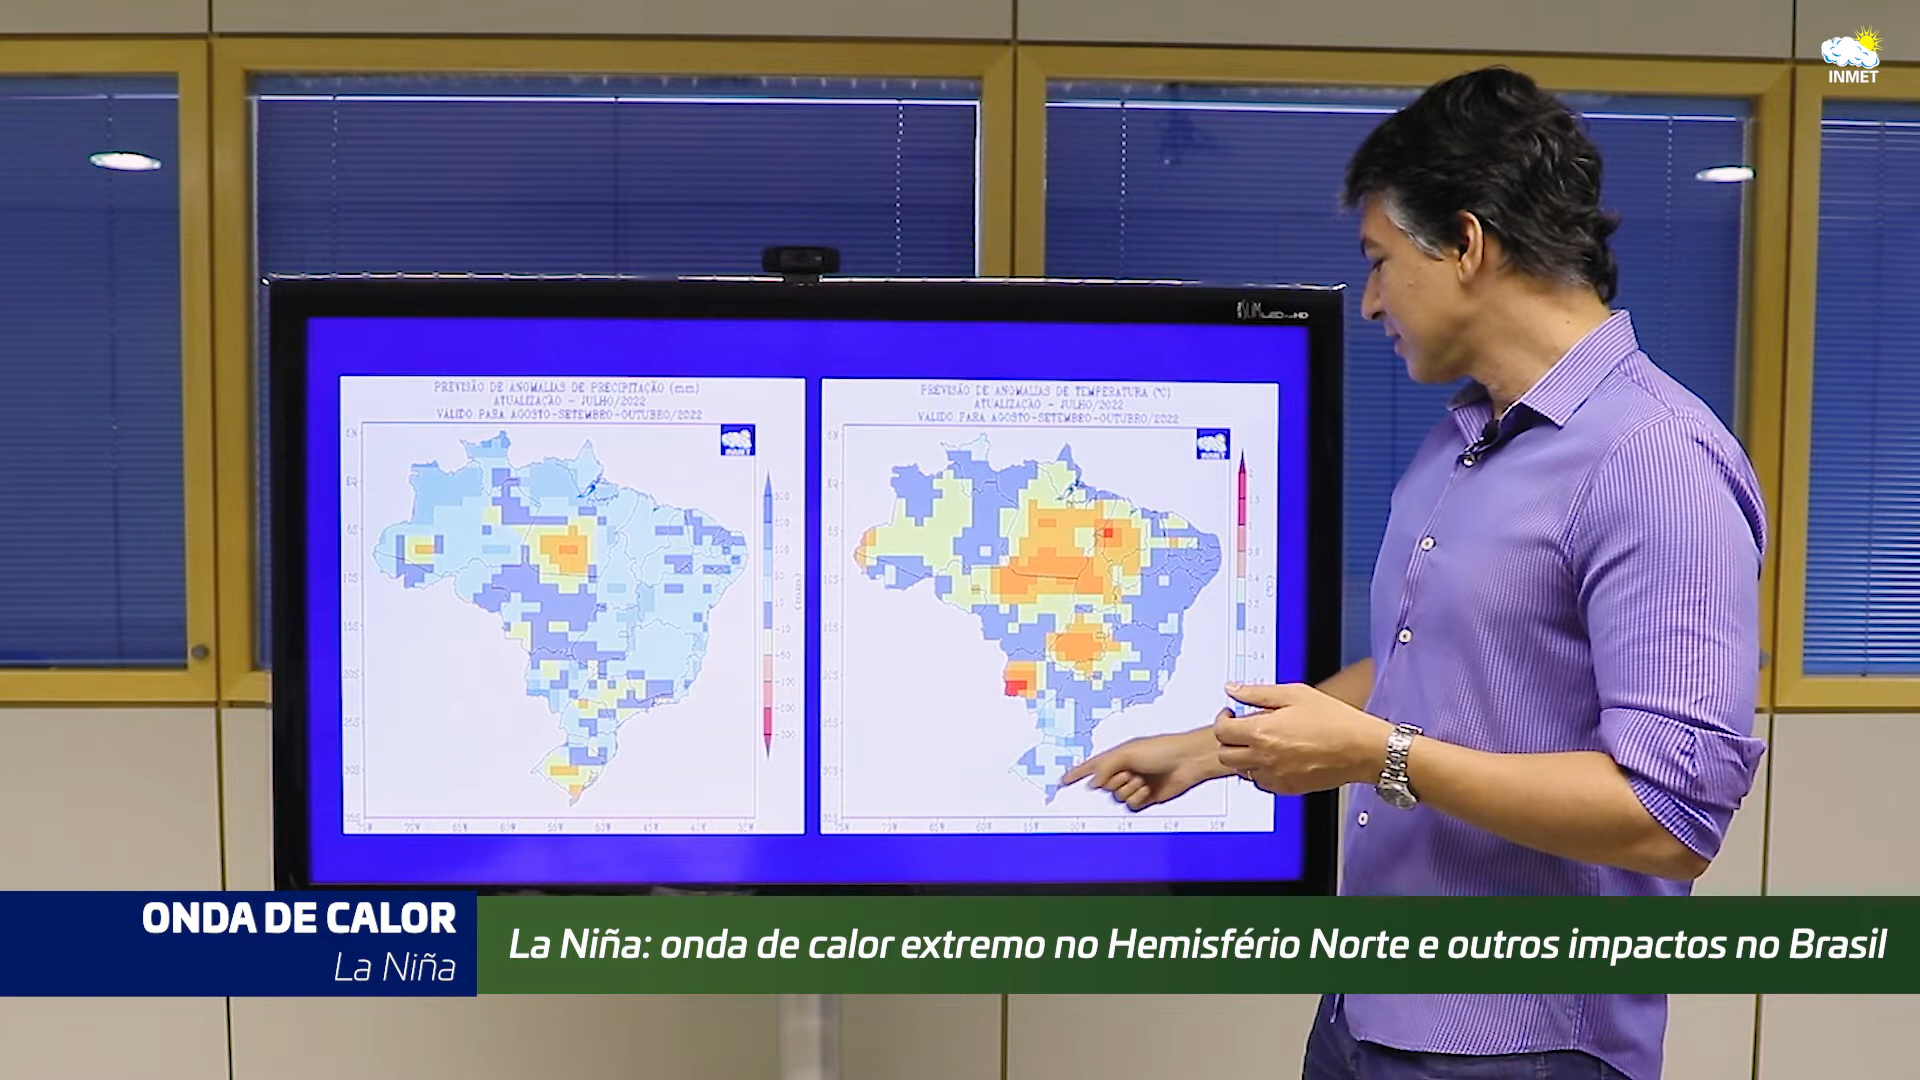 INMET
PREVISÃO DE ANOMALIAS DE PRECIPITAÇÃO (mm)
ATUALIZAÇÃO - JULHO/2022
VÁLIDO PARA AGOSTO-SETEMBRO-OUTUBRO/2022
INMET
PREVISÃO DE ANOMALIAS DE TEMPERATURA (°C)
ATUALIZAÇÃO - JULHO/2022
VÁLIDO PARA AGOSTO-SETEMBRO-OUTUBRO/2022
INMET
ONDA DE CALOR
La Niña
La Niña: onda de calor extremo no Hemisfério Norte e outros impactos no Brasil